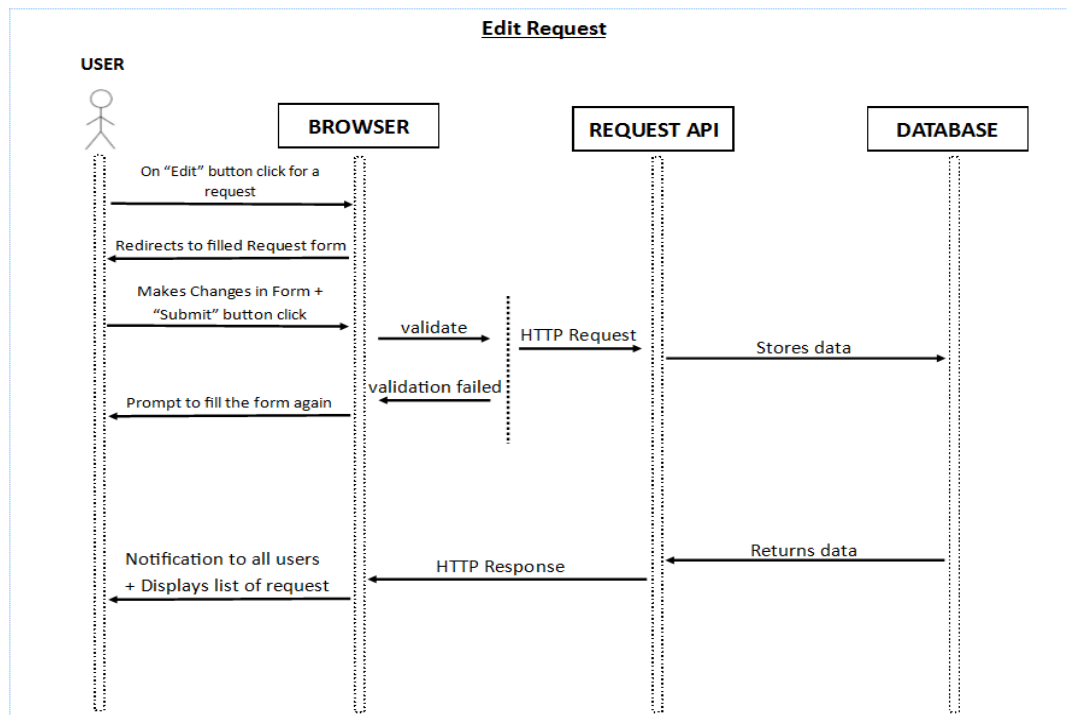 Edit Request
USER
BROWSER
REQUEST API
DATABASE
On “Edit” button click for a
request
Redirects to filled Request form
Makes Changes in Form +
“Submit” button click
validate
HTTP Request
Stores data
validation failed
Prompt to fill the form again
Returns data
HTTP Response
Notification to all users
+ Displays list of request